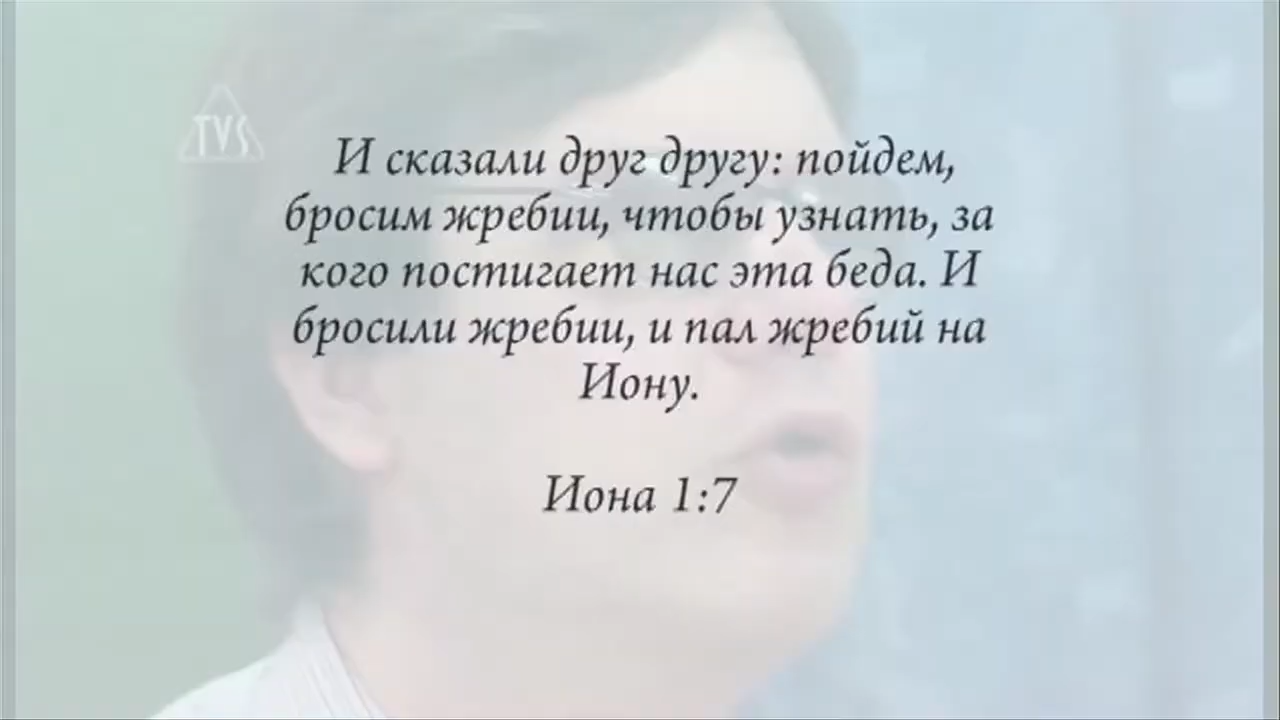 TVS
И сказали друг другу: пойдем,
бросим жребии, чтобы узнать, за
кого постигает нас эта беда. И
бросили жребии, и пал жребий на
Иону.
Иона 1:7